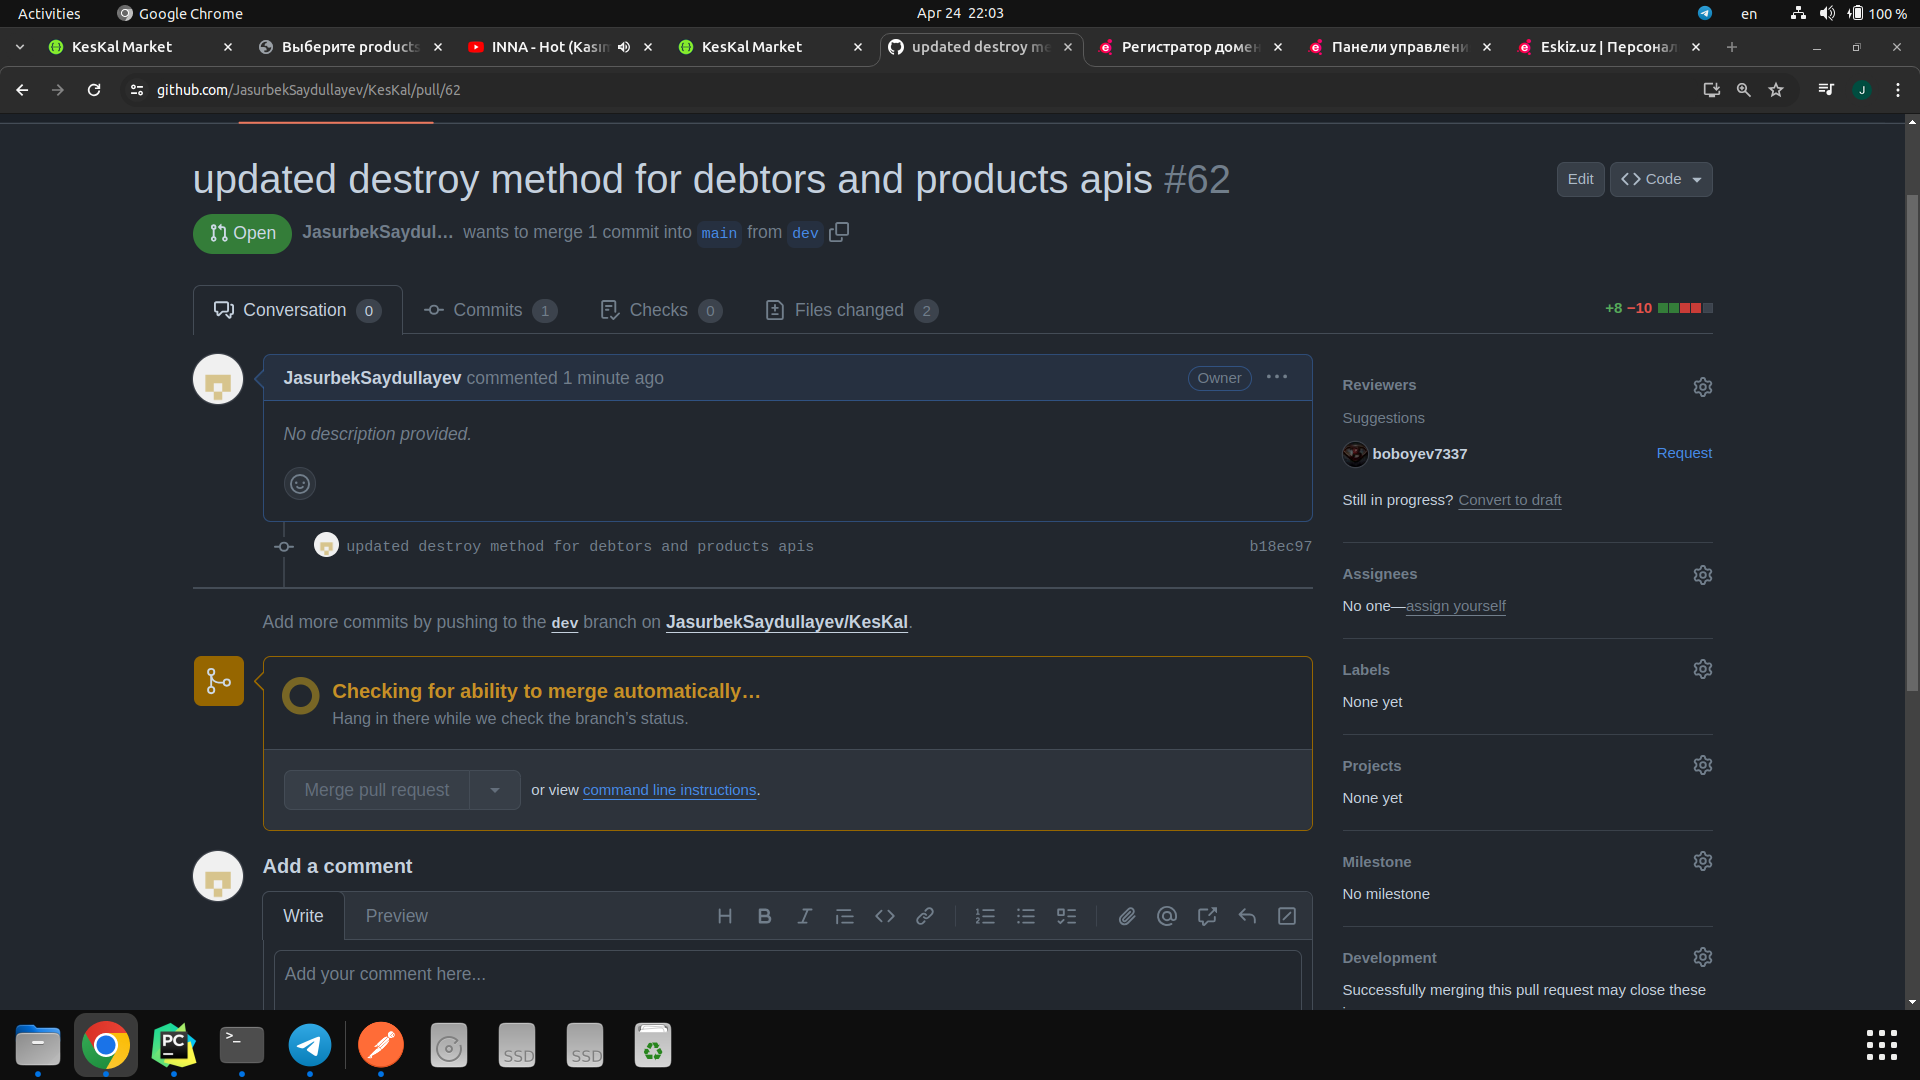 Activities
Google Chrome
Apr 24 22:03
en
100 %
KesKal Market
Выберите products
INNA - Hot (Kasim
KesKal Market
updated destroy me
Регистратор домен
Панели управлени
Eskiz.uz | Персонал
github.com/JasurbekSaydullayev/KesKal/pull/62
J
updated destroy method for debtors and products apis #62
Edit
Code
Open
JasurbekSaydul… wants to merge 1 commit into main from dev
Conversation 0
Commits 1
Checks 0
Files changed 2
+8 −10
JasurbekSaydullayev commented 1 minute ago
Owner
No description provided.
updated destroy method for debtors and products apis
b18ec97
Add more commits by pushing to the dev branch on JasurbekSaydullayev/KesKal.
Checking for ability to merge automatically…
Hang in there while we check the branch’s status.
Merge pull request
or view command line instructions.
Add a comment
Write
Preview
H
B
I
Add your comment here...
Reviewers
Suggestions
boboyev7337
Request
Still in progress? Convert to draft
Assignees
No one—assign yourself
Labels
None yet
Projects
None yet
Milestone
No milestone
Development
Successfully merging this pull request may close these
PC
>_
SSD
SSD